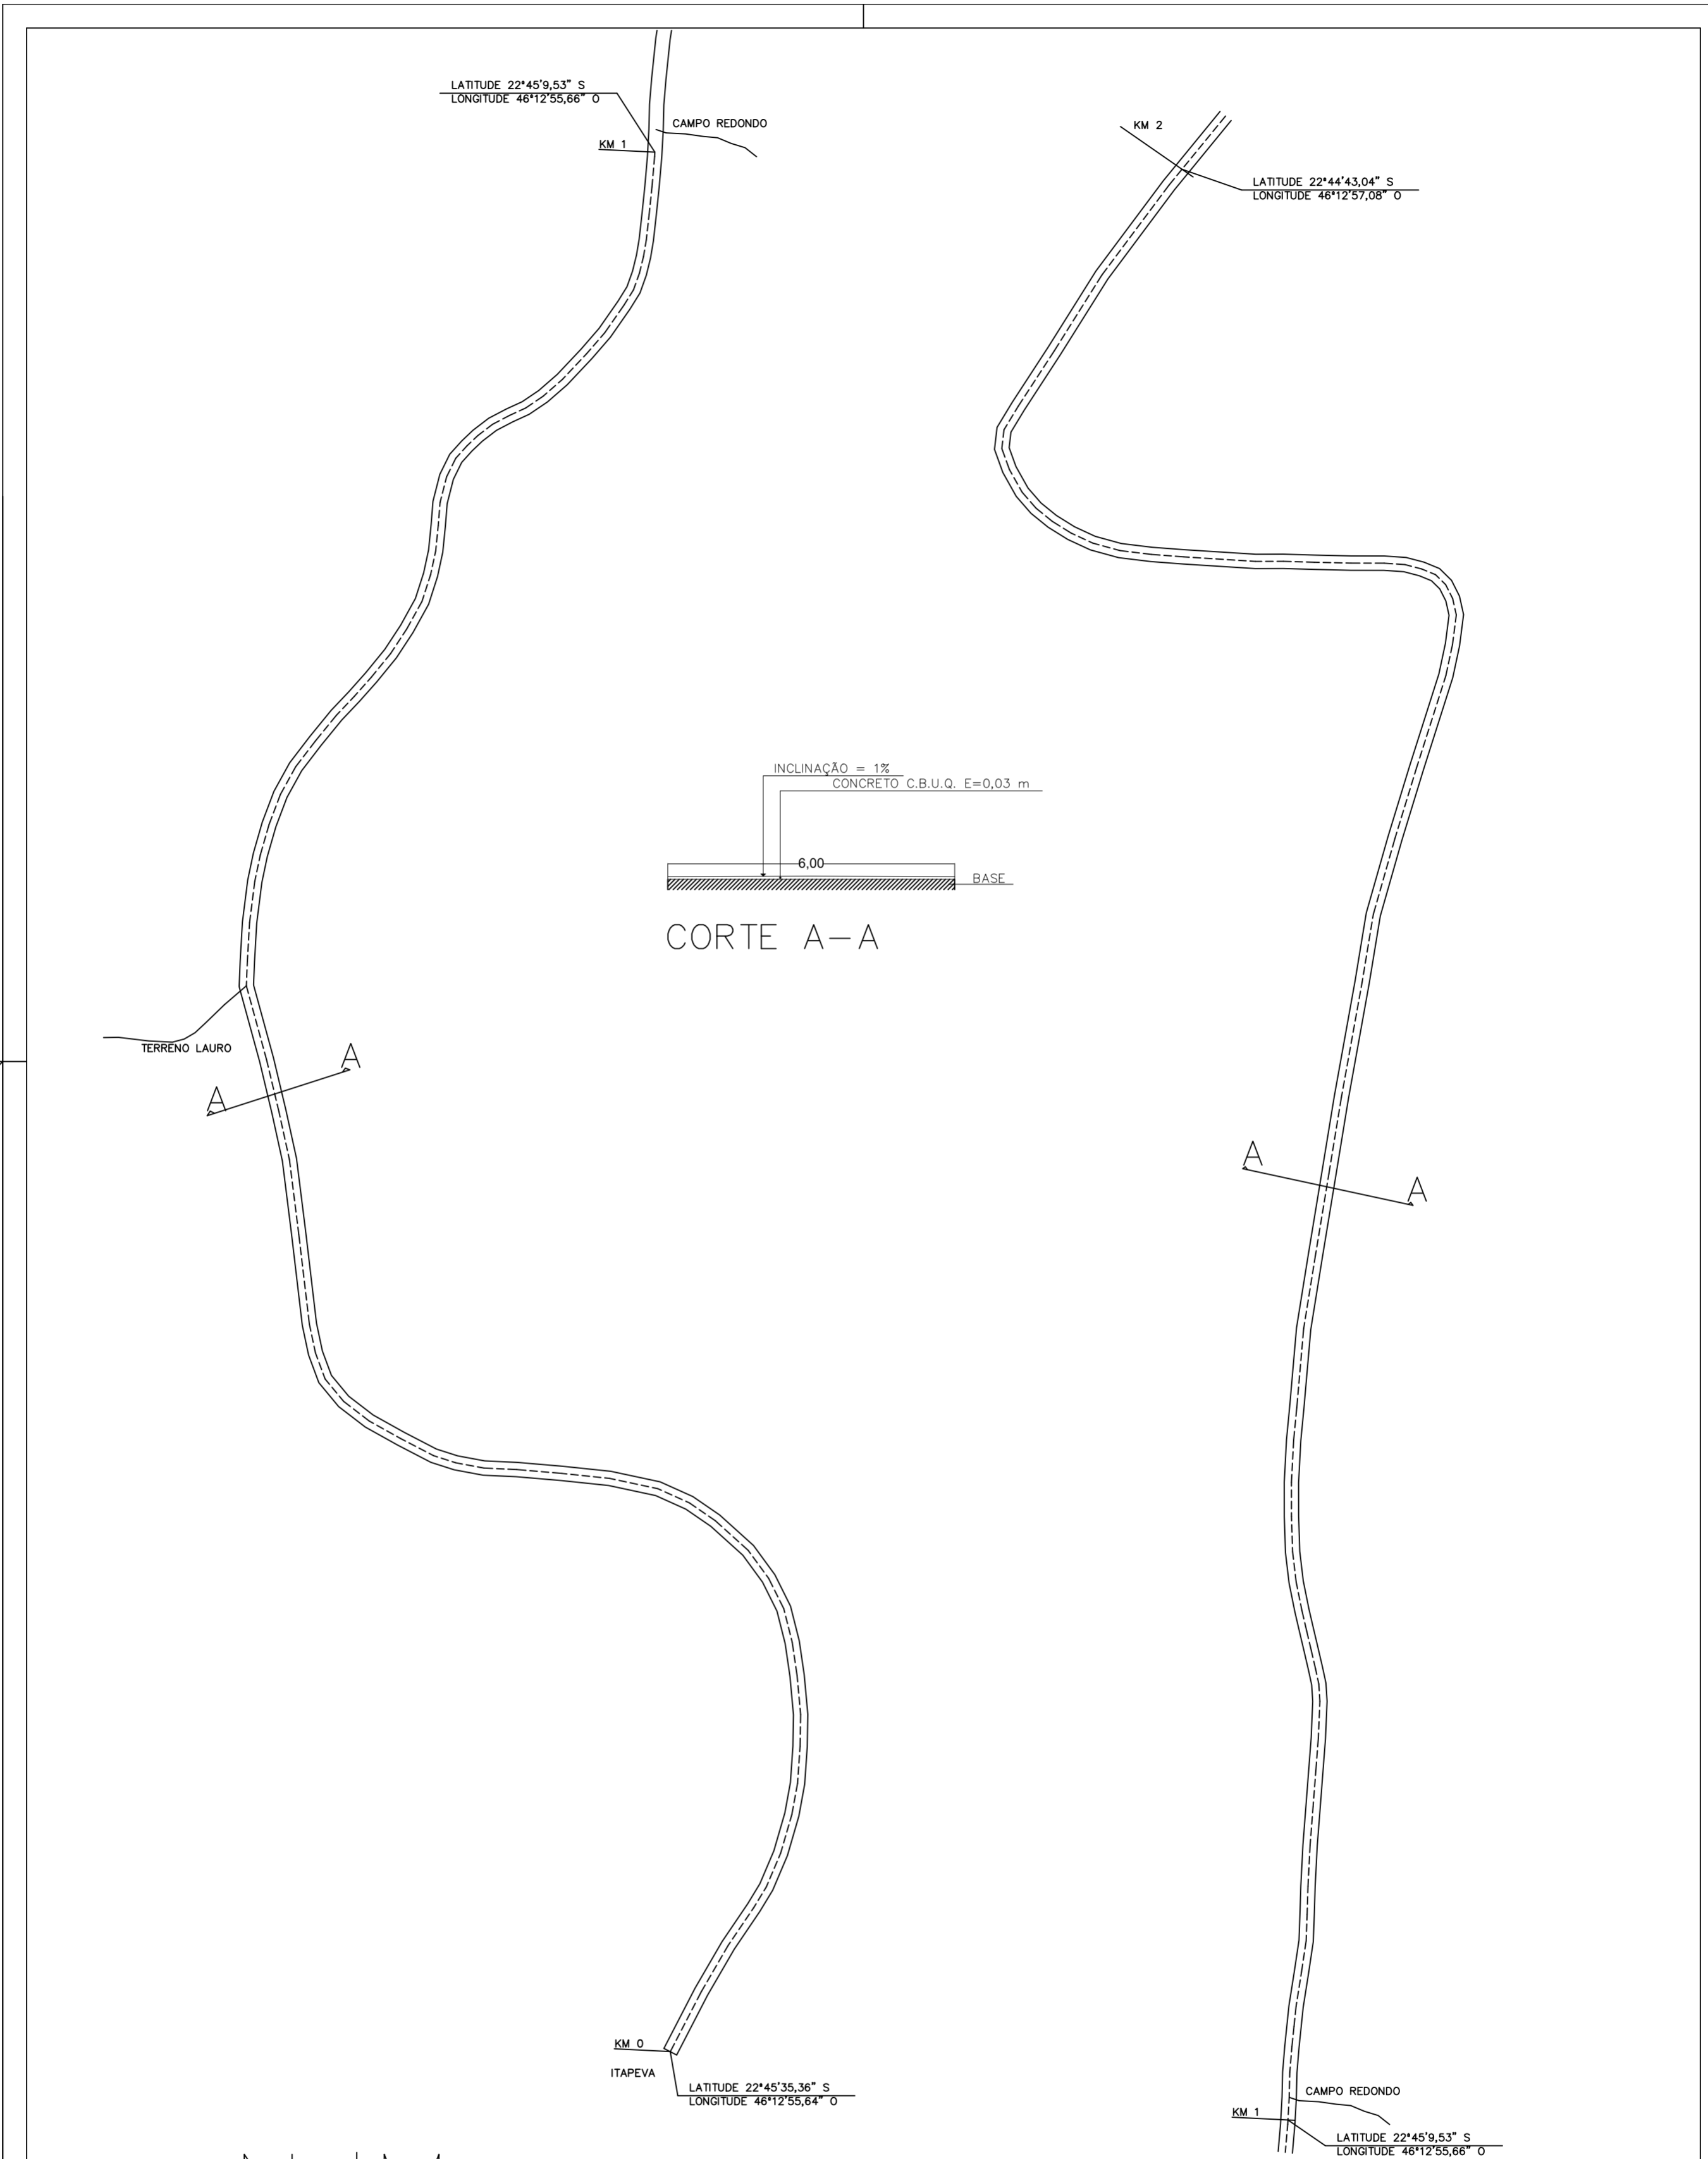 LATITUDE 22°45'9,53" S
LONGITUDE 46°12'55,66" O
CAMPO REDONDO
KM 1
KM 2
LATITUDE 22°44'43,04" S
LONGITUDE 46°12'57,08" O
INCLINAÇÃO = 1%
CONCRETO C.B.U.Q. E=0,03 m
6,00
BASE
CORTE A-A
TERRENO LAURO
A
A
A
A
KM 0
ITAPEVA
LATITUDE 22°45'35,36" S
LONGITUDE 46°12'55,64" O
CAMPO REDONDO
KM 1
LATITUDE 22°45'9,53" S
LONGITUDE 46°12'55,66" O